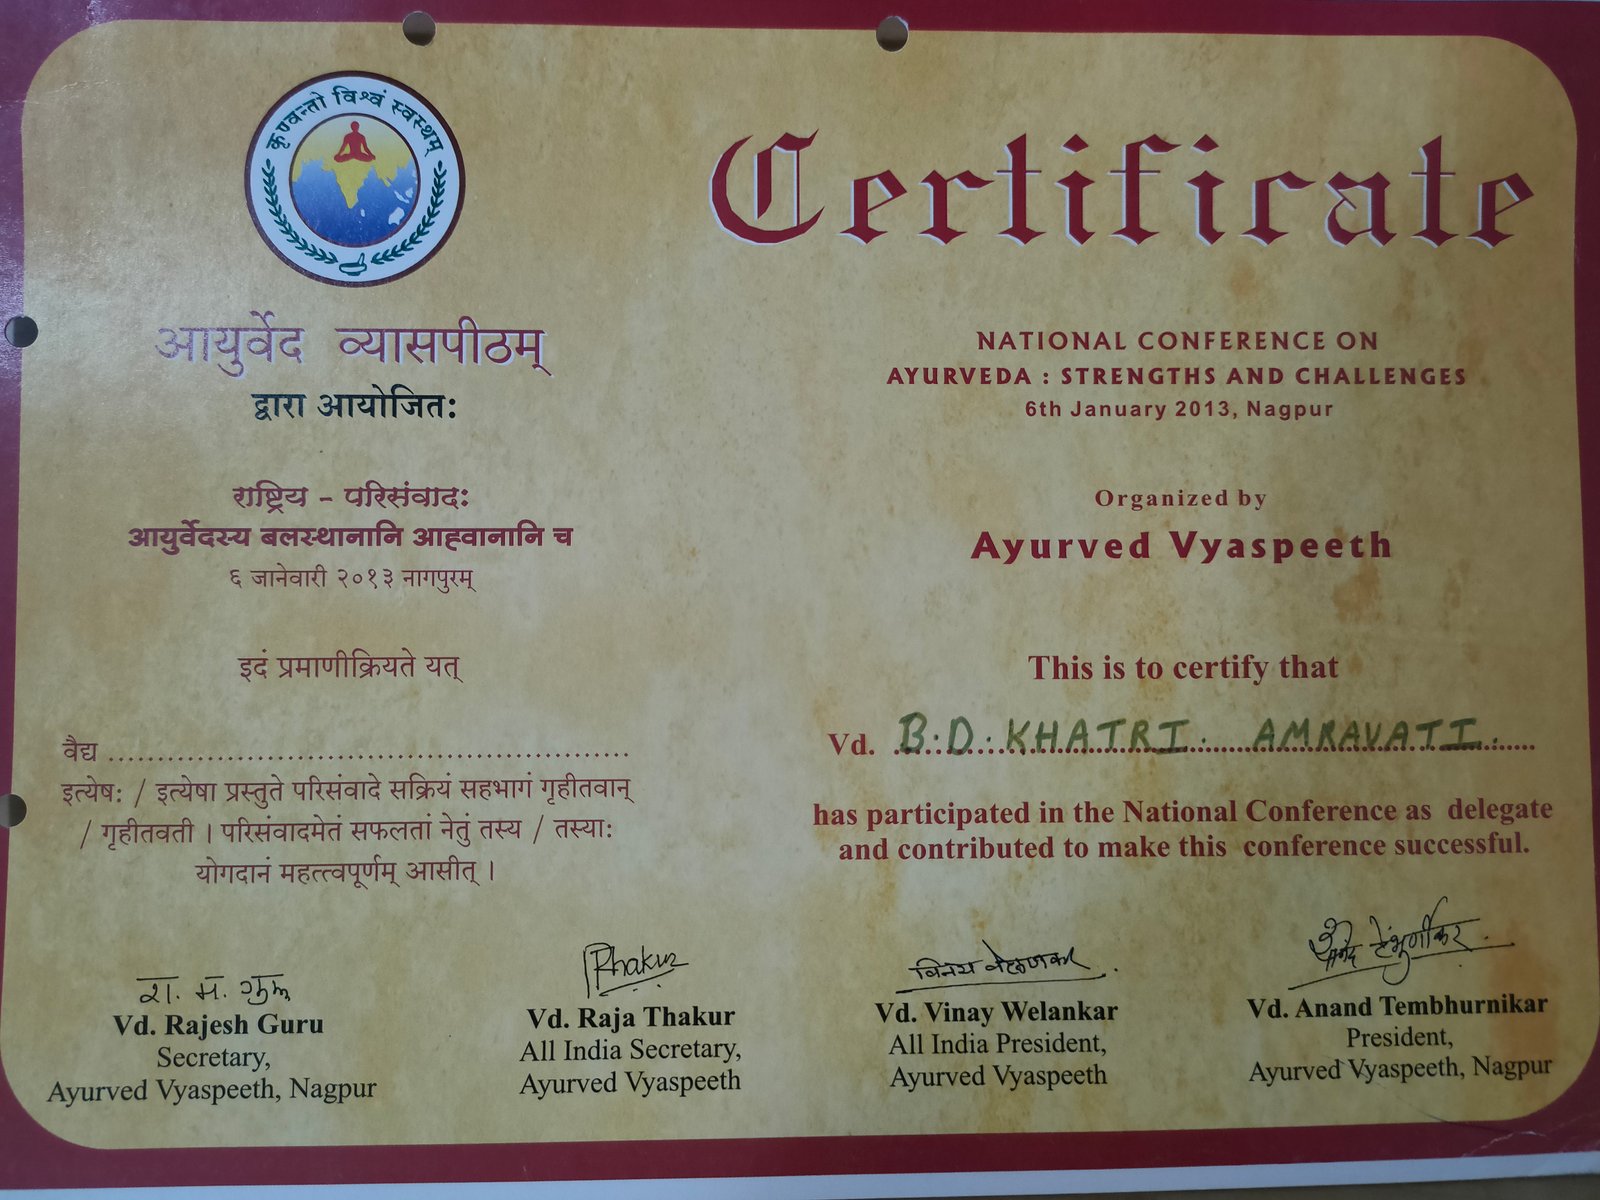 कृण्वन्तो विश्वं स्वस्थम्
आयुर्वेद व्यासपीठम्
द्वारा आयोजित:
राष्ट्रिय - परिसंवाद:
आयुर्वेदस्य बलस्थानानि आह्वानानि च
६ जानेवारी २०१३ नागपुरम्
इदं प्रमाणीक्रियते यत्
वैद्य ....................................................
इत्येष: / इत्येषा प्रस्तुते परिसंवादे सक्रियं सहभागं गृहीतवान्
/ गृहीतवती । परिसंवादमेतं सफलतां नेतुं तस्य / तस्या:
योगदानं महत्त्वपूर्णम् आसीत् ।
Certificate
NATIONAL CONFERENCE ON
AYURVEDA : STRENGTHS AND CHALLENGES
6th January 2013, Nagpur
Organized by
Ayurved Vyaspeeth
This is to certify that
Vd. B. D. KHATRI. AMRAVATI.
has participated in the National Conference as delegate
and contributed to make this conference successful.
रा. म. गुरू
Vd. Rajesh Guru
Secretary,
Ayurved Vyaspeeth, Nagpur
RThakur
Vd. Raja Thakur
All India Secretary,
Ayurved Vyaspeeth
विनय वेलणकर
Vd. Vinay Welankar
All India President,
Ayurved Vyaspeeth
आनंद टेंभुर्णीकर
Vd. Anand Tembhurnikar
President,
Ayurved Vyaspeeth, Nagpur